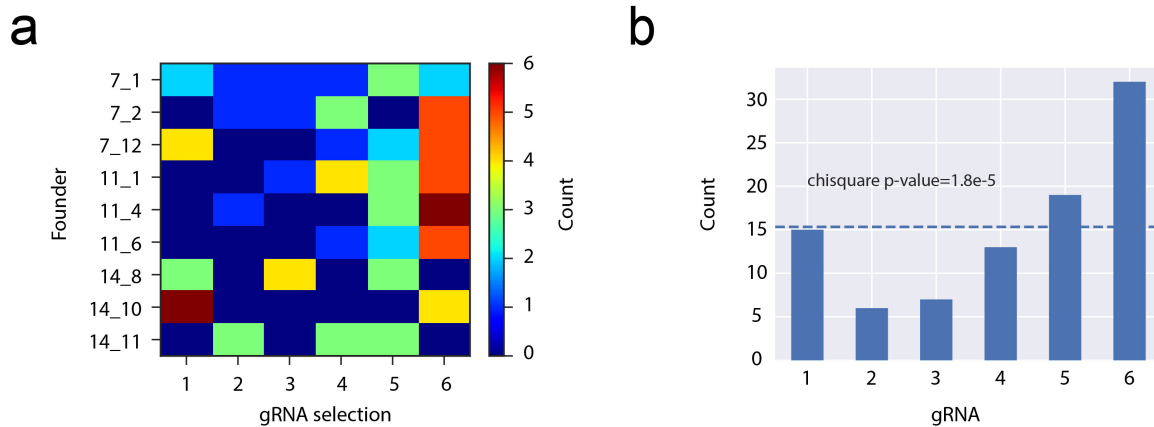 a
b
Founder
7_1
7_2
7_12
11_1
11_4
11_6
14_8
14_10
14_11
1 2 3 4 5 6
gRNA selection
6
5
4
3
2
1
0
Count
Count
30
25
20
15
10
5
0
chisquare p-value=1.8e-5
1 2 3 4 5 6
gRNA